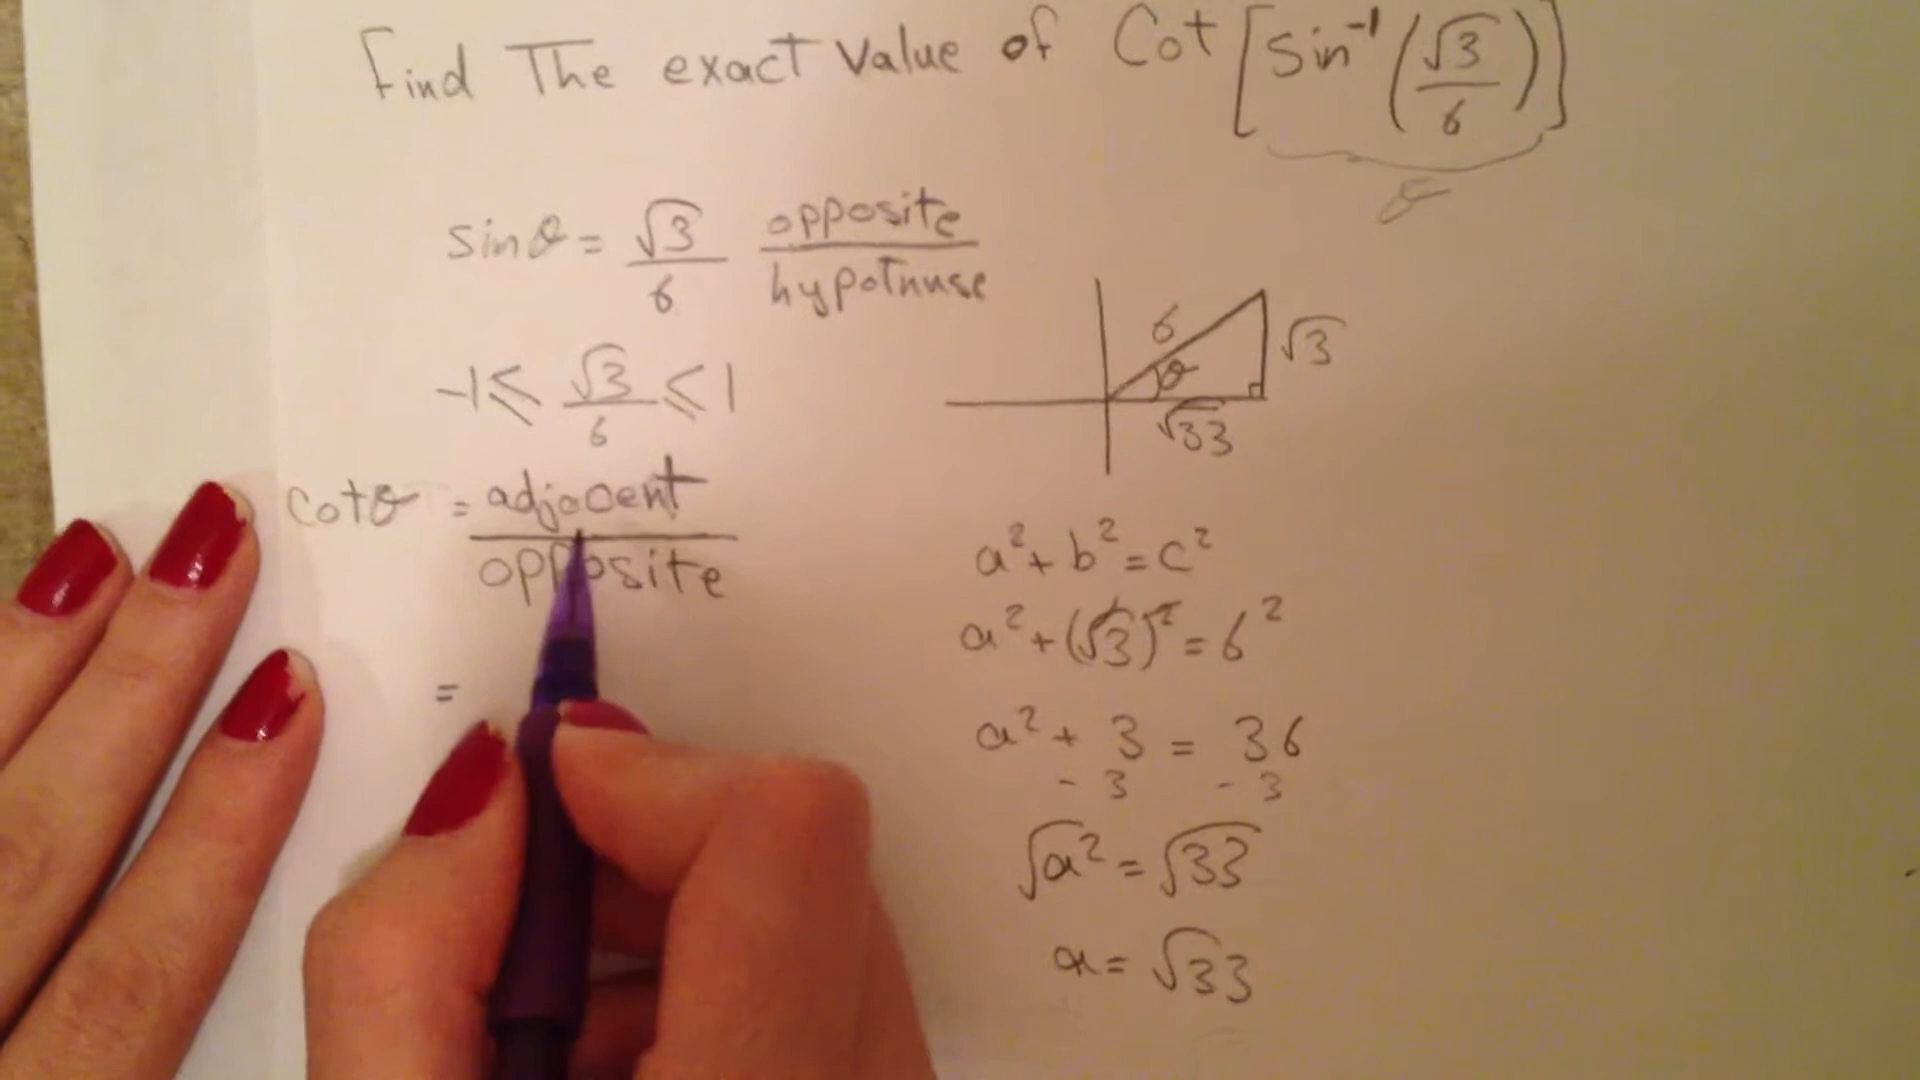 Find The exact Value of Cot [Sin⁻¹(√3/6)]
θ
sinθ = √3/6 opposite/hypotnuse
-1 ≤ √3/6 ≤ 1
6
√3
θ
√33
cotθ = adjacent/opposite
=
a² + b² = c²
a² + (√3)² = 6²
a² + 3 = 36
- 3 - 3
√a² = √33
a = √33